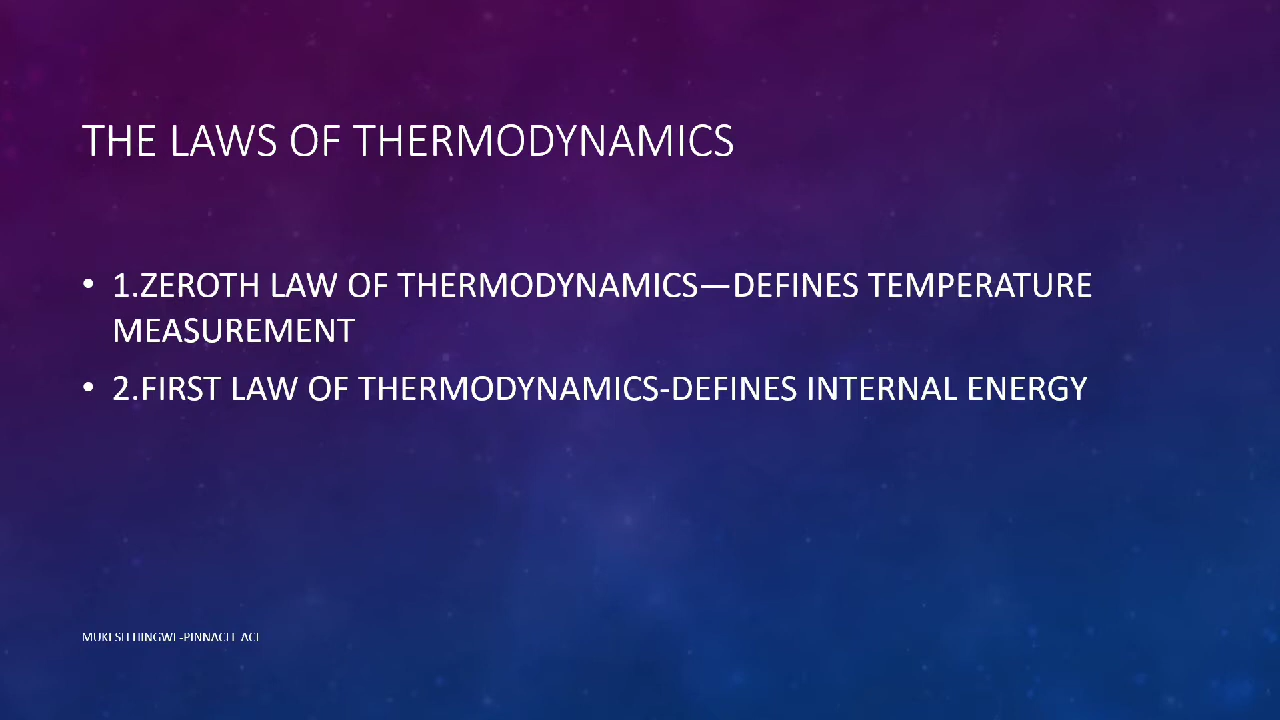 THE LAWS OF THERMODYNAMICS
• 1.ZEROTH LAW OF THERMODYNAMICS—DEFINES TEMPERATURE
MEASUREMENT
• 2.FIRST LAW OF THERMODYNAMICS-DEFINES INTERNAL ENERGY